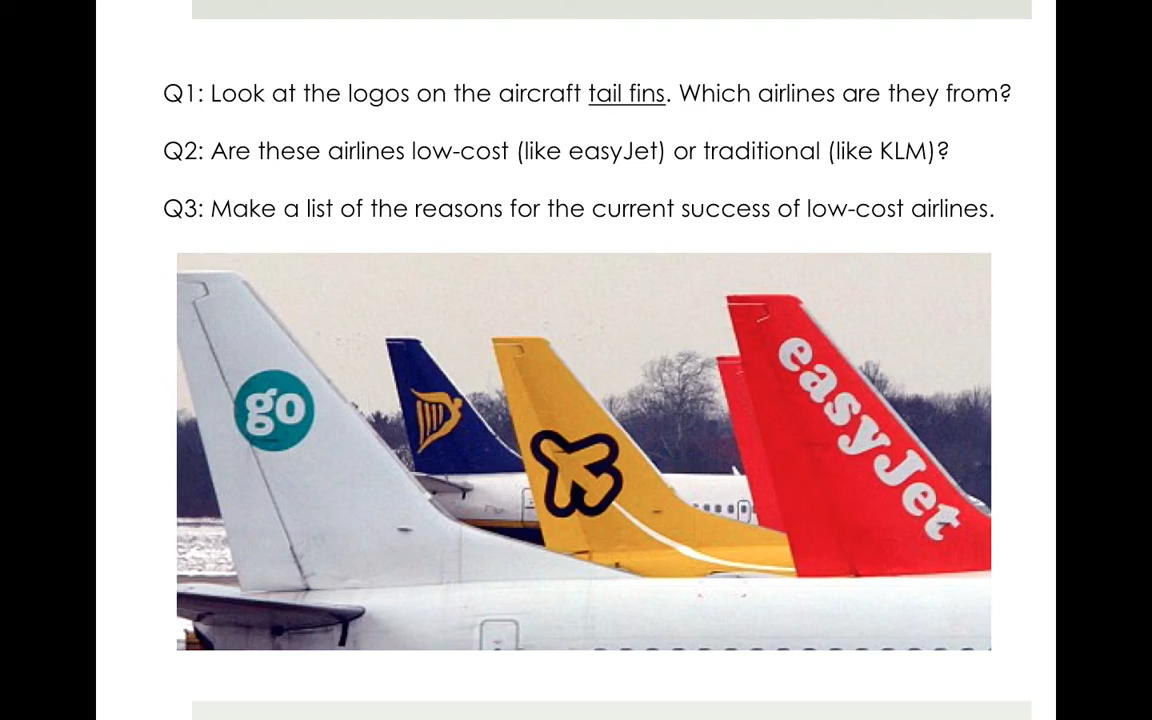 Q1: Look at the logos on the aircraft tail fins. Which airlines are they from?
Q2: Are these airlines low-cost (like easyJet) or traditional (like KLM)?
Q3: Make a list of the reasons for the current success of low-cost airlines.
go
easyJet